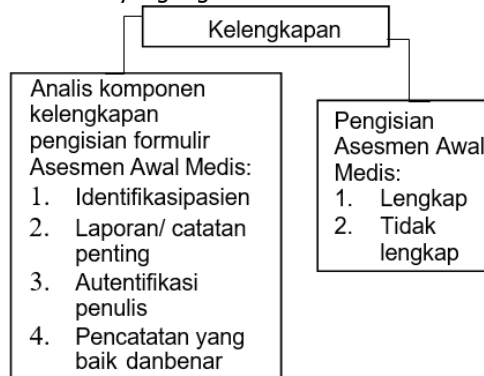 Kelengkapan
Analis komponen
kelengkapan
pengisian formulir
Asesmen Awal Medis:
1. Identifikasipasien
2. Laporan/ catatan
penting
3. Autentifikasi
penulis
4. Pencatatan yang
baik danbenar
Pengisian
Asesmen Awal
Medis:
1. Lengkap
2. Tidak
lengkap